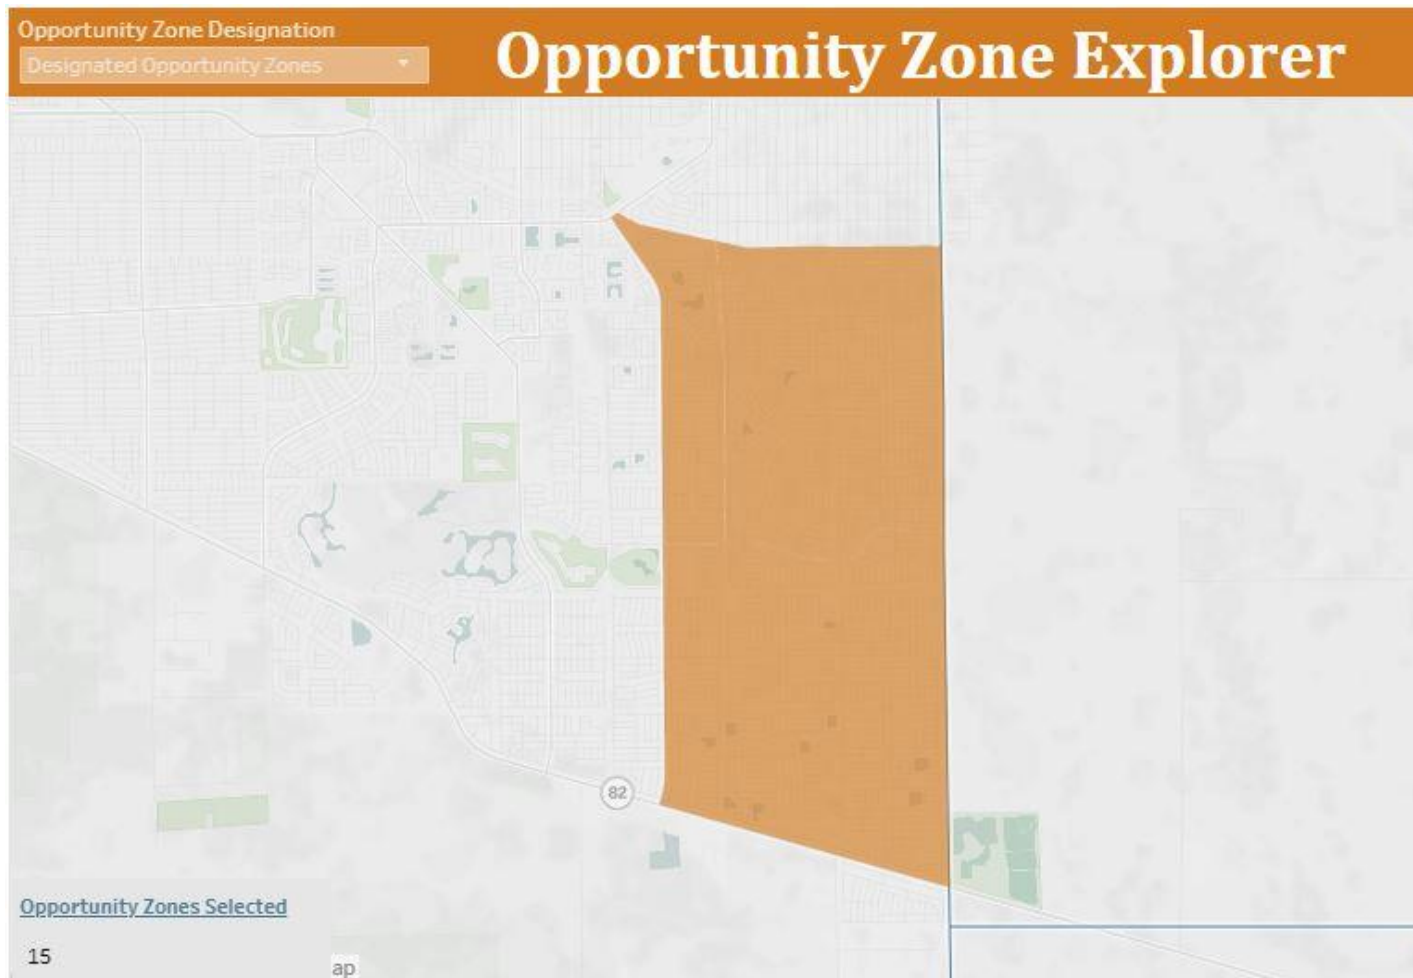 Opportunity Zone Designation
Designated Opportunity Zones
Opportunity Zone Explorer
82
Opportunity Zones Selected
15
ap